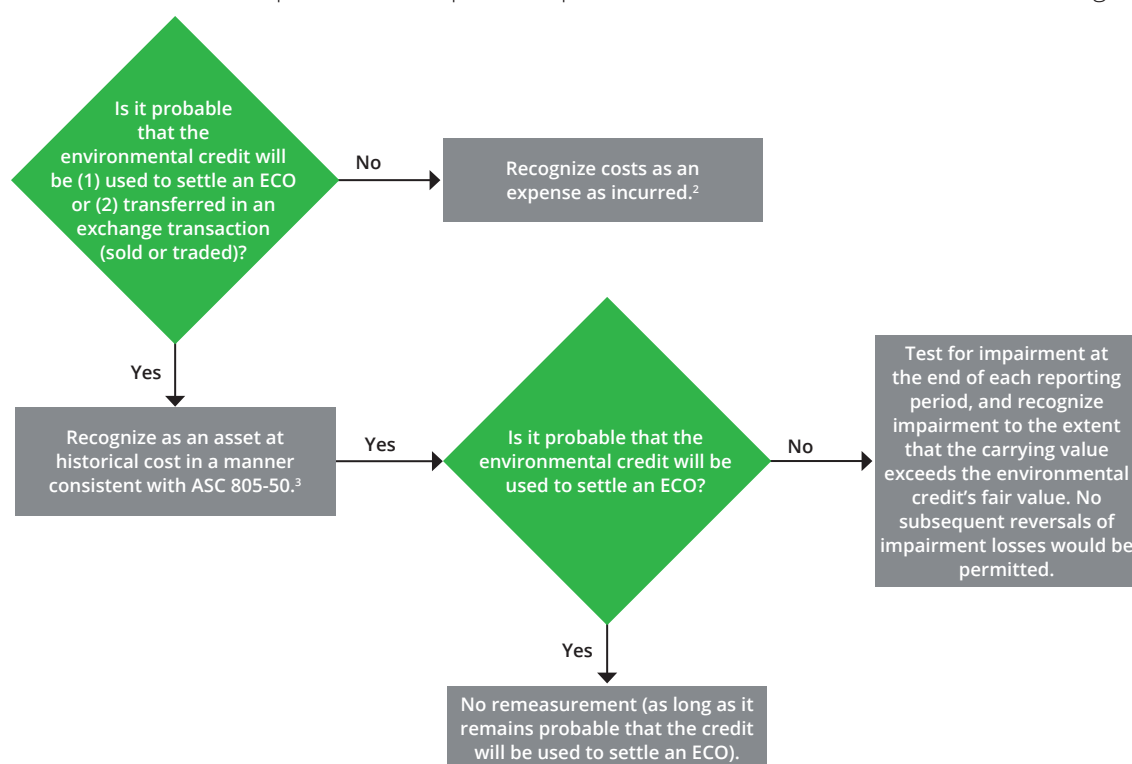 Is it probable
that the
environmental credit will
be (1) used to settle an ECO
or (2) transferred in an
exchange transaction
(sold or traded)?
No
Recognize costs as an
expense as incurred.²
Yes
Recognize as an asset at
historical cost in a manner
consistent with ASC 805-50.³
Yes
Is it probable that the
environmental credit will be
used to settle an ECO?
No
Test for impairment at
the end of each reporting
period, and recognize
impairment to the extent
that the carrying value
exceeds the environmental
credit’s fair value. No
subsequent reversals of
impairment losses would be
permitted.
Yes
No remeasurement (as long as it
remains probable that the credit
will be used to settle an ECO).